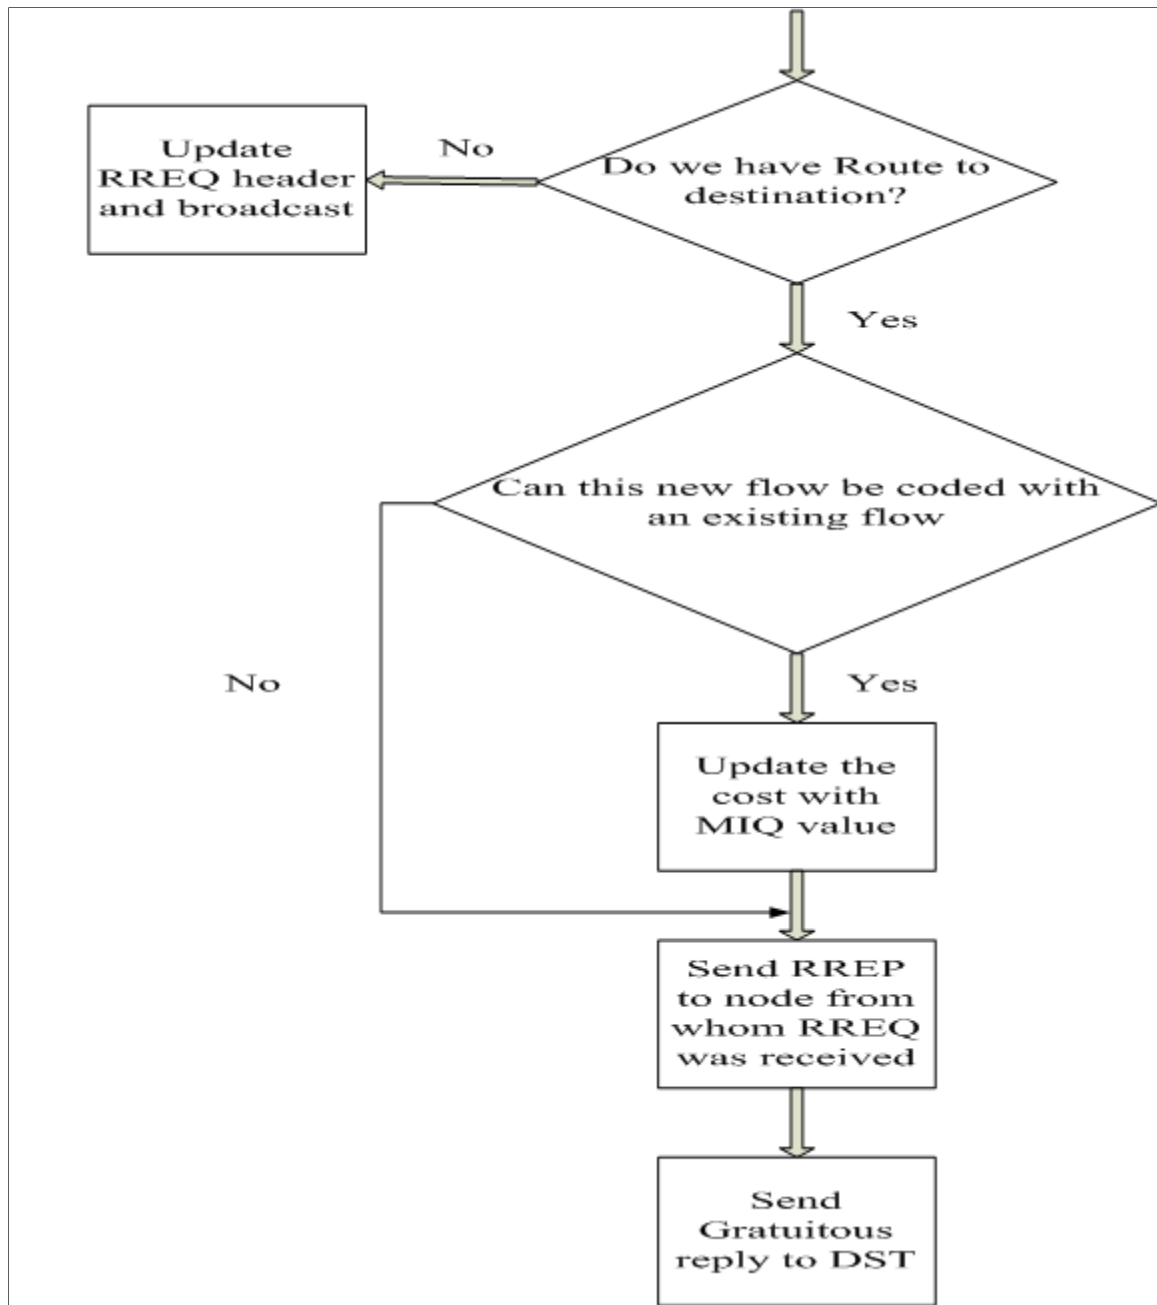 Do we have Route to
destination?
No
Update
RREQ header
and broadcast
Yes
Can this new flow be coded with
an existing flow
No
Yes
Update the
cost with
MIQ value
Send RREP
to node from
whom RREQ
was received
Send
Gratuitous
reply to DST